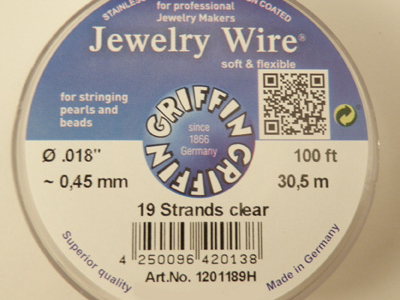 STAINLESS
COATED
for professional
Jewelry Makers
Jewelry Wire®
soft & flexible
for stringing
pearls and
beads
GRIFFIN
since
1866
Germany
GRIFFIN
Ø .018"
100 ft
~ 0,45 mm
30,5 m
19 Strands clear
4 250096 420138
Superior quality
Made in Germany
Art.No. 1201189H